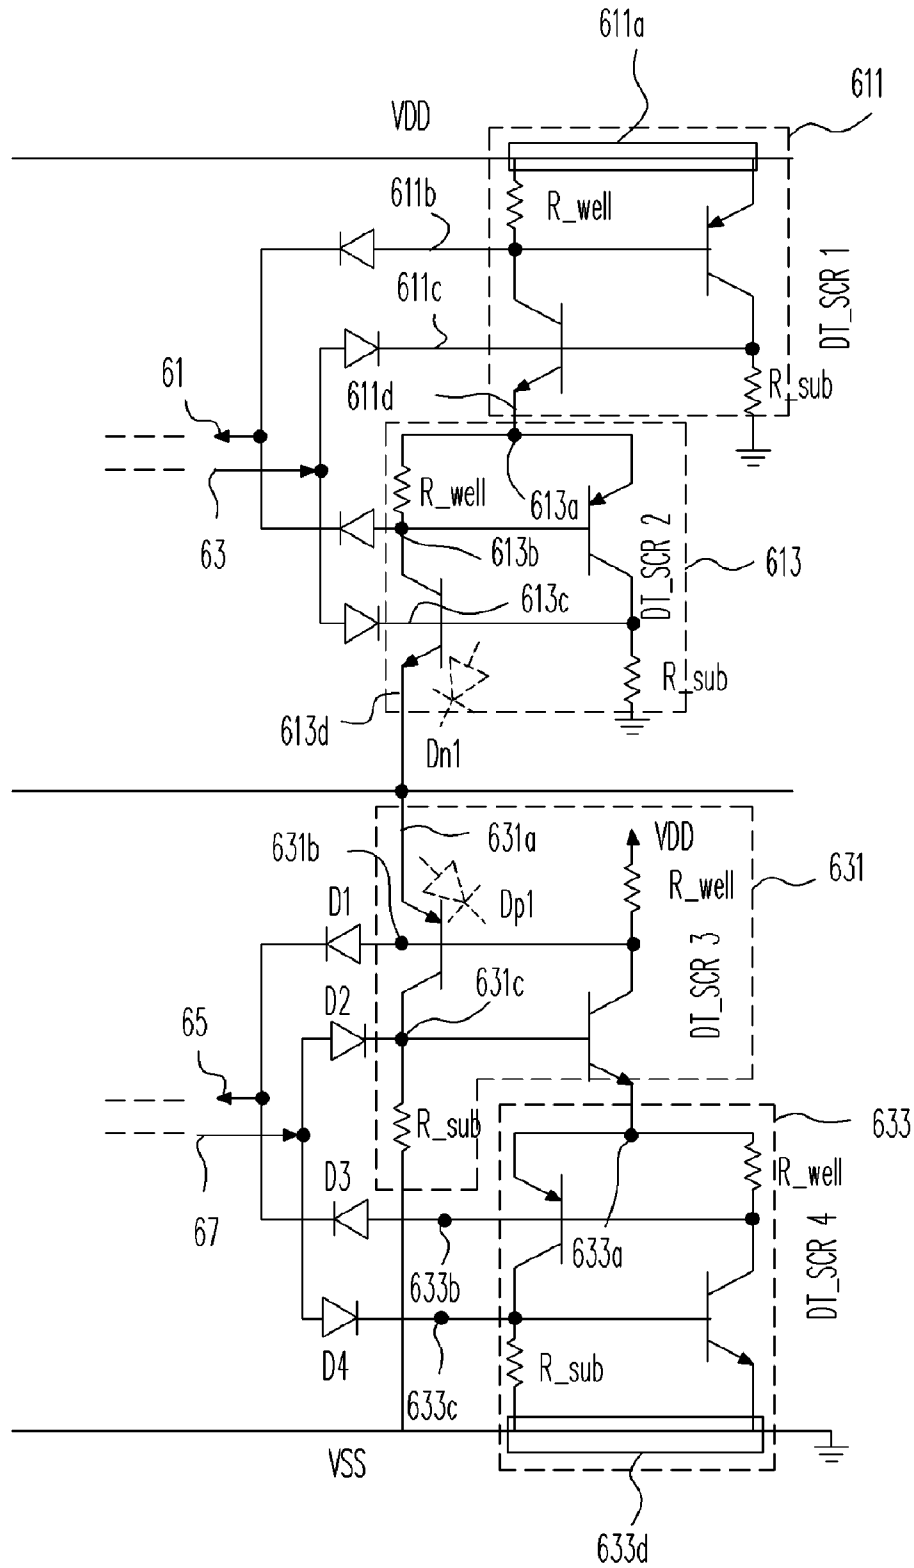 611a
611
VDD
611b
R_well
611c
DT_SCR 1
61
611d
R_sub
R_well
613a
63
613b
DT_SCR 2
613
613c
R_sub
613d
Dn1
631b
631a
VDD
631
R_well
D1
Dp1
DT_SCR 3
D2
631c
65
R_sub
633
D3
R_well
67
633a
633b
DT_SCR 4
D4
R_sub
633c
VSS
633d